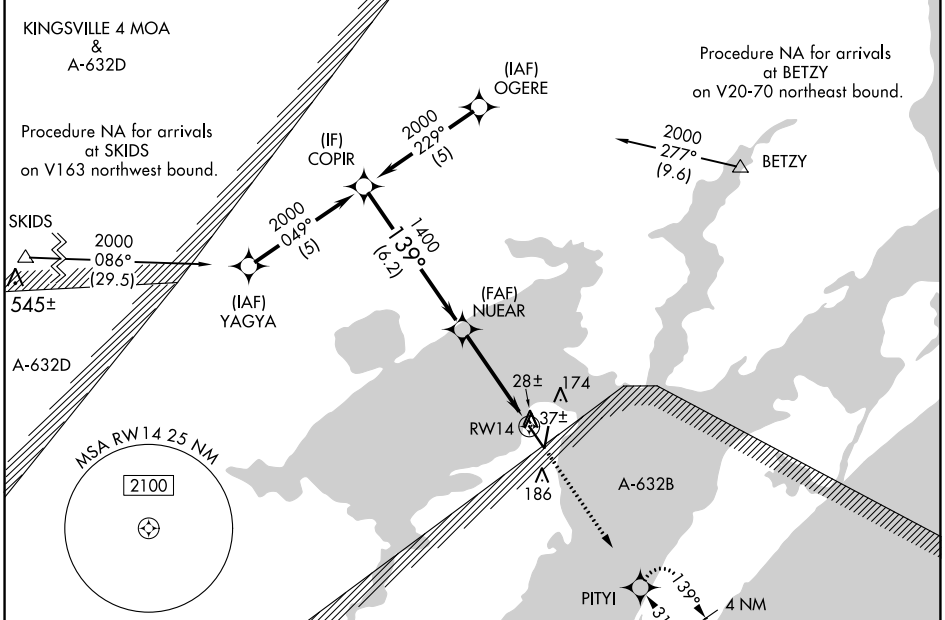 KINGSVILLE 4 MOA
&
A-632D
Procedure NA for arrivals
at SKIDS
on V163 northwest bound.
(IAF)
OGERE
Procedure NA for arrivals
at BETZY
on V20-70 northeast bound.
(IF)
COPIR
2000
229°
(5)
2000
277°
(9.6)
BETZY
SKIDS
2000
086°
(29.5)
545±
2000
049°
(5)
(IAF)
YAGYA
1400
139°
(6.2)
(FAF)
NUEAR
A-632D
28±
174
37±
RW14
186
A-632B
MSA RW14 25 NM
2100
PITYI
139°
4 NM